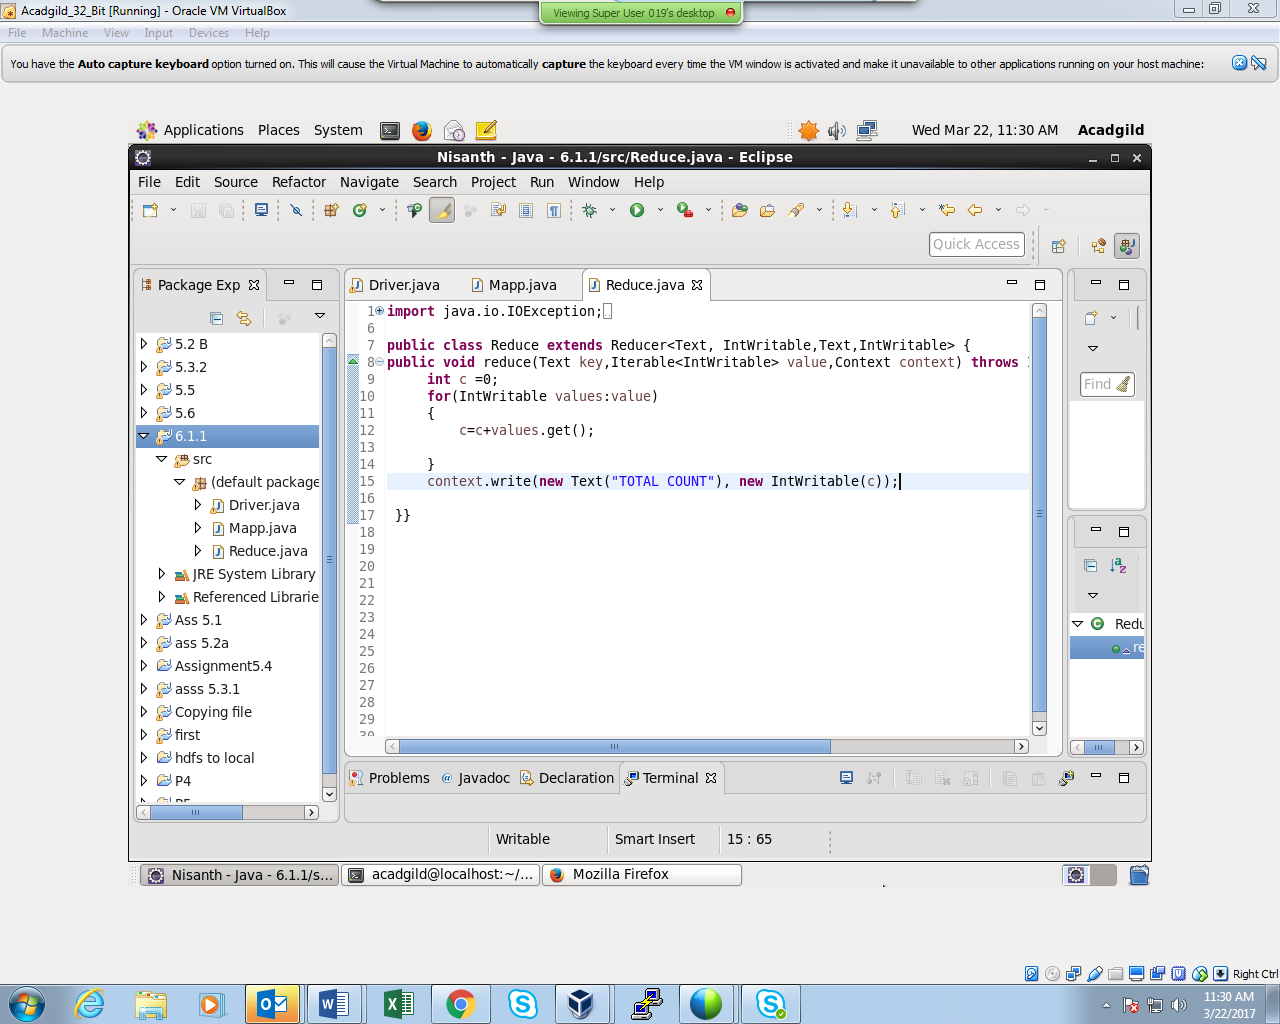 Acadgild_32_Bit [Running] - Oracle VM VirtualBox
Viewing Super User 019's desktop
File Machine View Input Devices Help
You have the Auto capture keyboard option turned on. This will cause the Virtual Machine to automatically capture the keyboard every time the VM window is activated and make it unavailable to other applications running on your host machine:
Applications Places System Wed Mar 22, 11:30 AM Acadgild
Nisanth - Java - 6.1.1/src/Reduce.java - Eclipse
File Edit Source Refactor Navigate Search Project Run Window Help
Quick Access
Package Exp
5.2 B
5.3.2
5.5
5.6
6.1.1
src
(default package
Driver.java
Mapp.java
Reduce.java
JRE System Library
Referenced Librarie
Ass 5.1
ass 5.2a
Assignment5.4
asss 5.3.1
Copying file
first
hdfs to local
P4
Driver.java Mapp.java Reduce.java
1 import java.io.IOException;
6
7 public class Reduce extends Reducer<Text, IntWritable,Text,IntWritable> {
8 public void reduce(Text key,Iterable<IntWritable> value,Context context) throws
9 int c =0;
10 for(IntWritable values:value)
11 {
12 c=c+values.get();
13
14 }
15 context.write(new Text("TOTAL COUNT"), new IntWritable(c));
16
17 }}
18
19
20
21
22
23
24
25
26
27
28
29
30
Find
Redu
re
Problems Javadoc Declaration Terminal
Writable Smart Insert 15 : 65
Nisanth - Java - 6.1.1/s... acadgild@localhost:~/... Mozilla Firefox
Right Ctrl
11:30 AM
3/22/2017